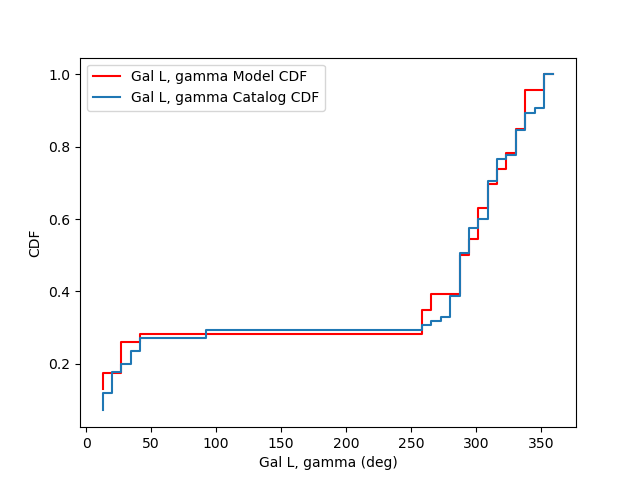 Gal L, gamma Model CDF
Gal L, gamma Catalog CDF
1.0
0.8
0.6
0.4
0.2
CDF
0 50 100 150 200 250 300 350
Gal L, gamma (deg)